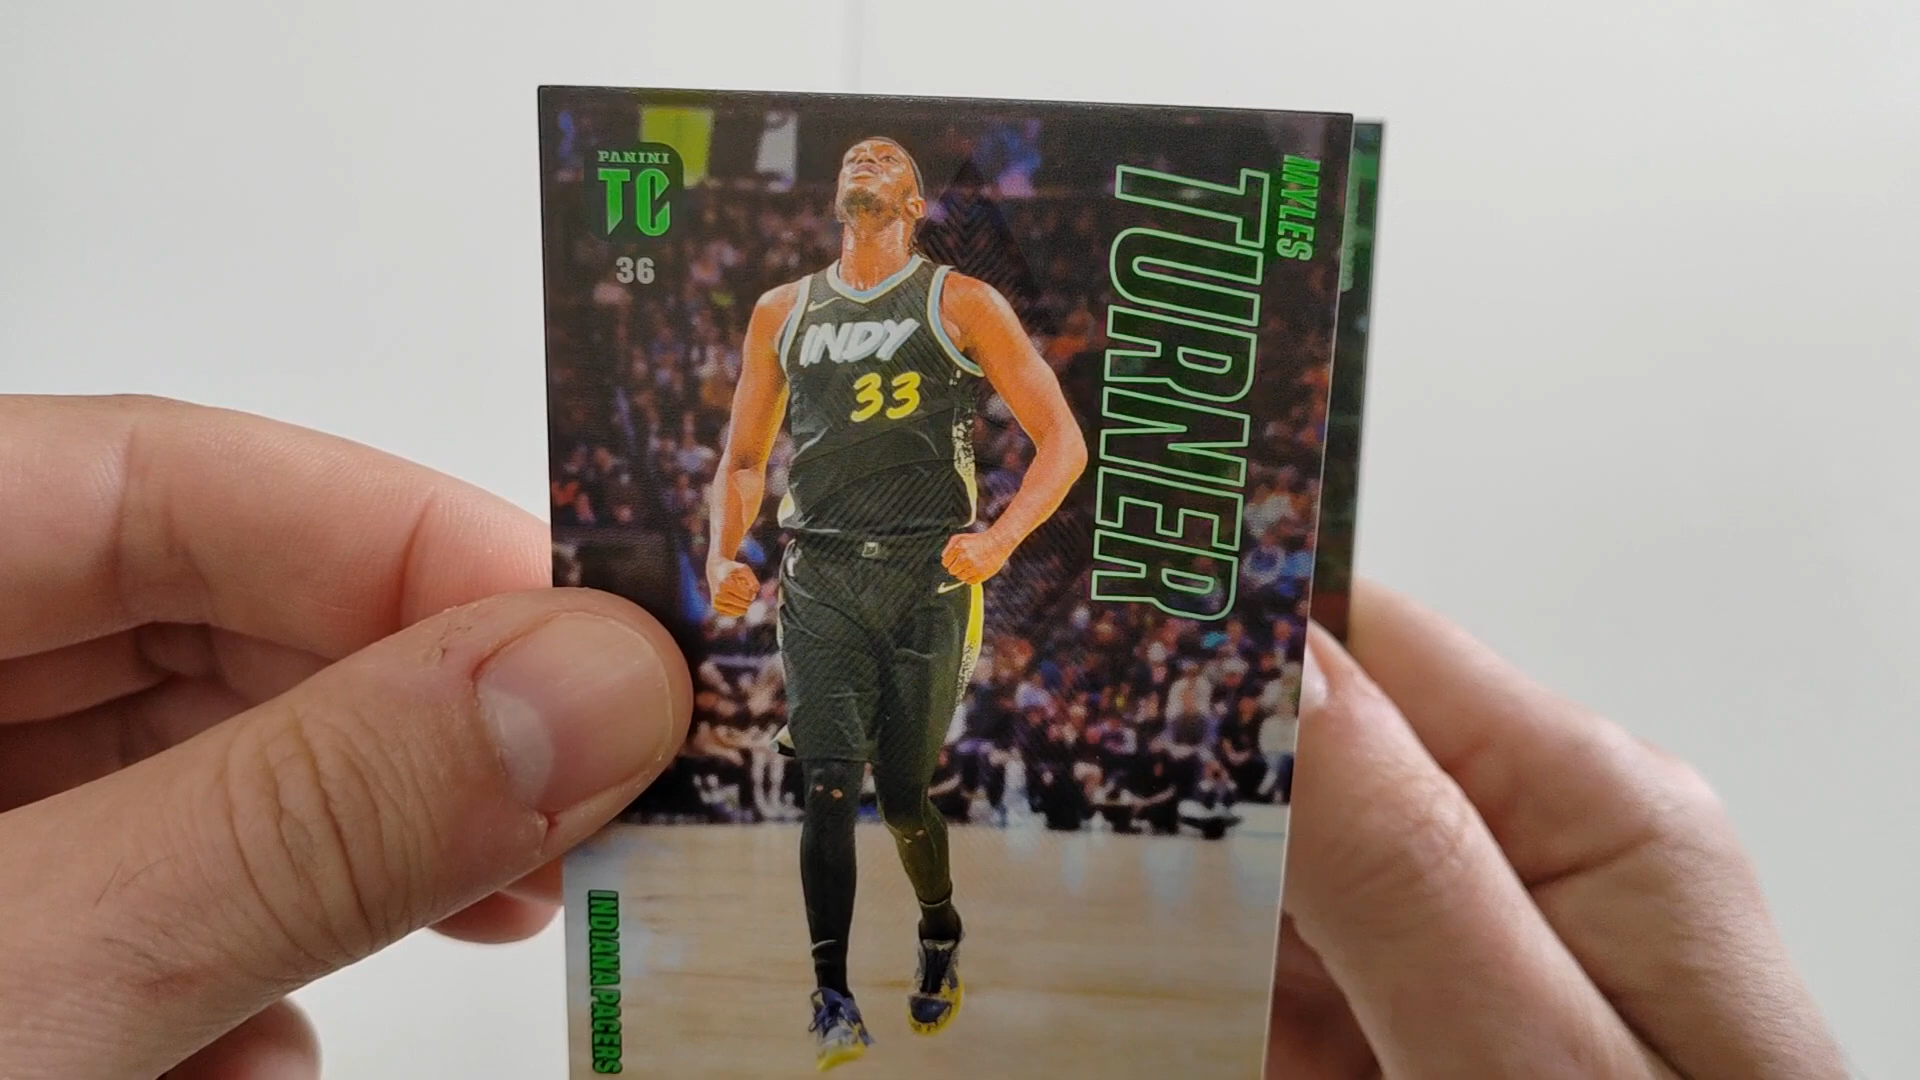 PANINI
TC
36
MYLES
TURNER
INDY
33
INDIANA PACERS